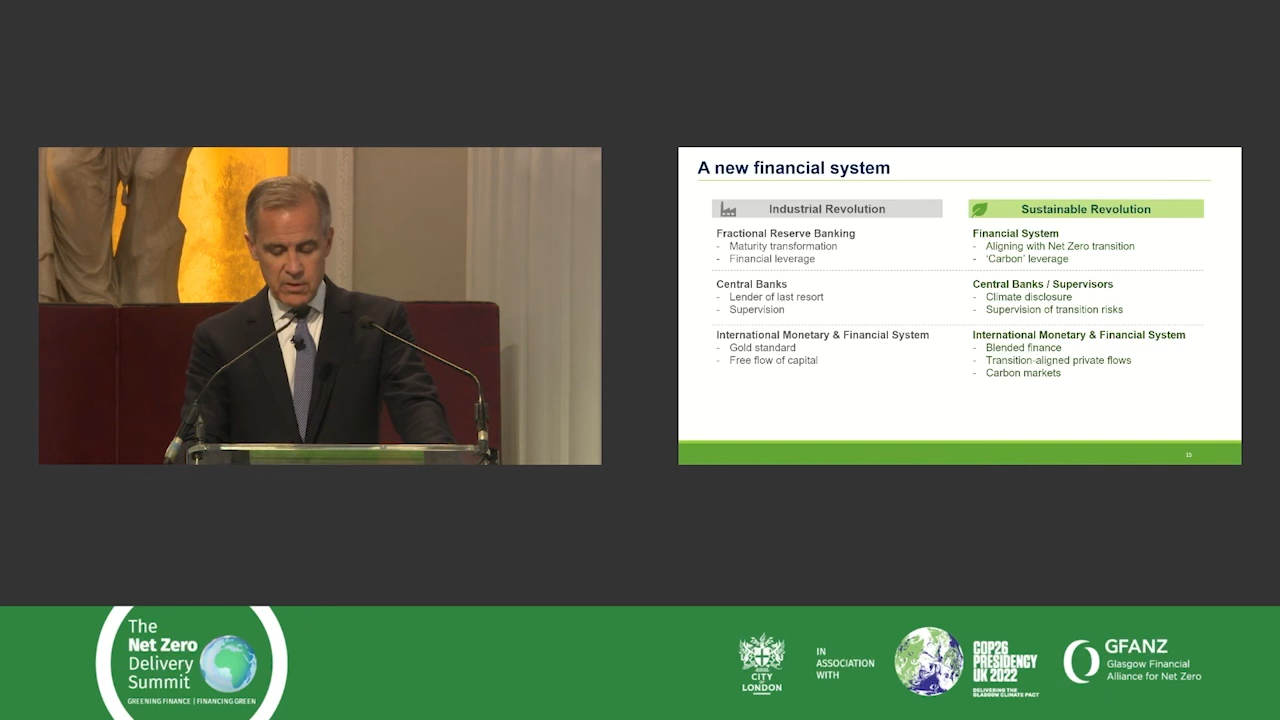 A new financial system
Industrial Revolution
Sustainable Revolution
Fractional Reserve Banking
- Maturity transformation
- Financial leverage
Financial System
- Aligning with Net Zero transition
- ‘Carbon’ leverage
Central Banks
- Lender of last resort
- Supervision
Central Banks / Supervisors
- Climate disclosure
- Supervision of transition risks
International Monetary & Financial System
- Gold standard
- Free flow of capital
International Monetary & Financial System
- Blended finance
- Transition-aligned private flows
- Carbon markets
15
The
Net Zero
Delivery
Summit
GREENING FINANCE | FINANCING GREEN
CITY
OF
LONDON
IN
ASSOCIATION
WITH
COP26
PRESIDENCY
UK 2022
DELIVERING THE
GLASGOW CLIMATE PACT
GFANZ
Glasgow Financial
Alliance for Net Zero